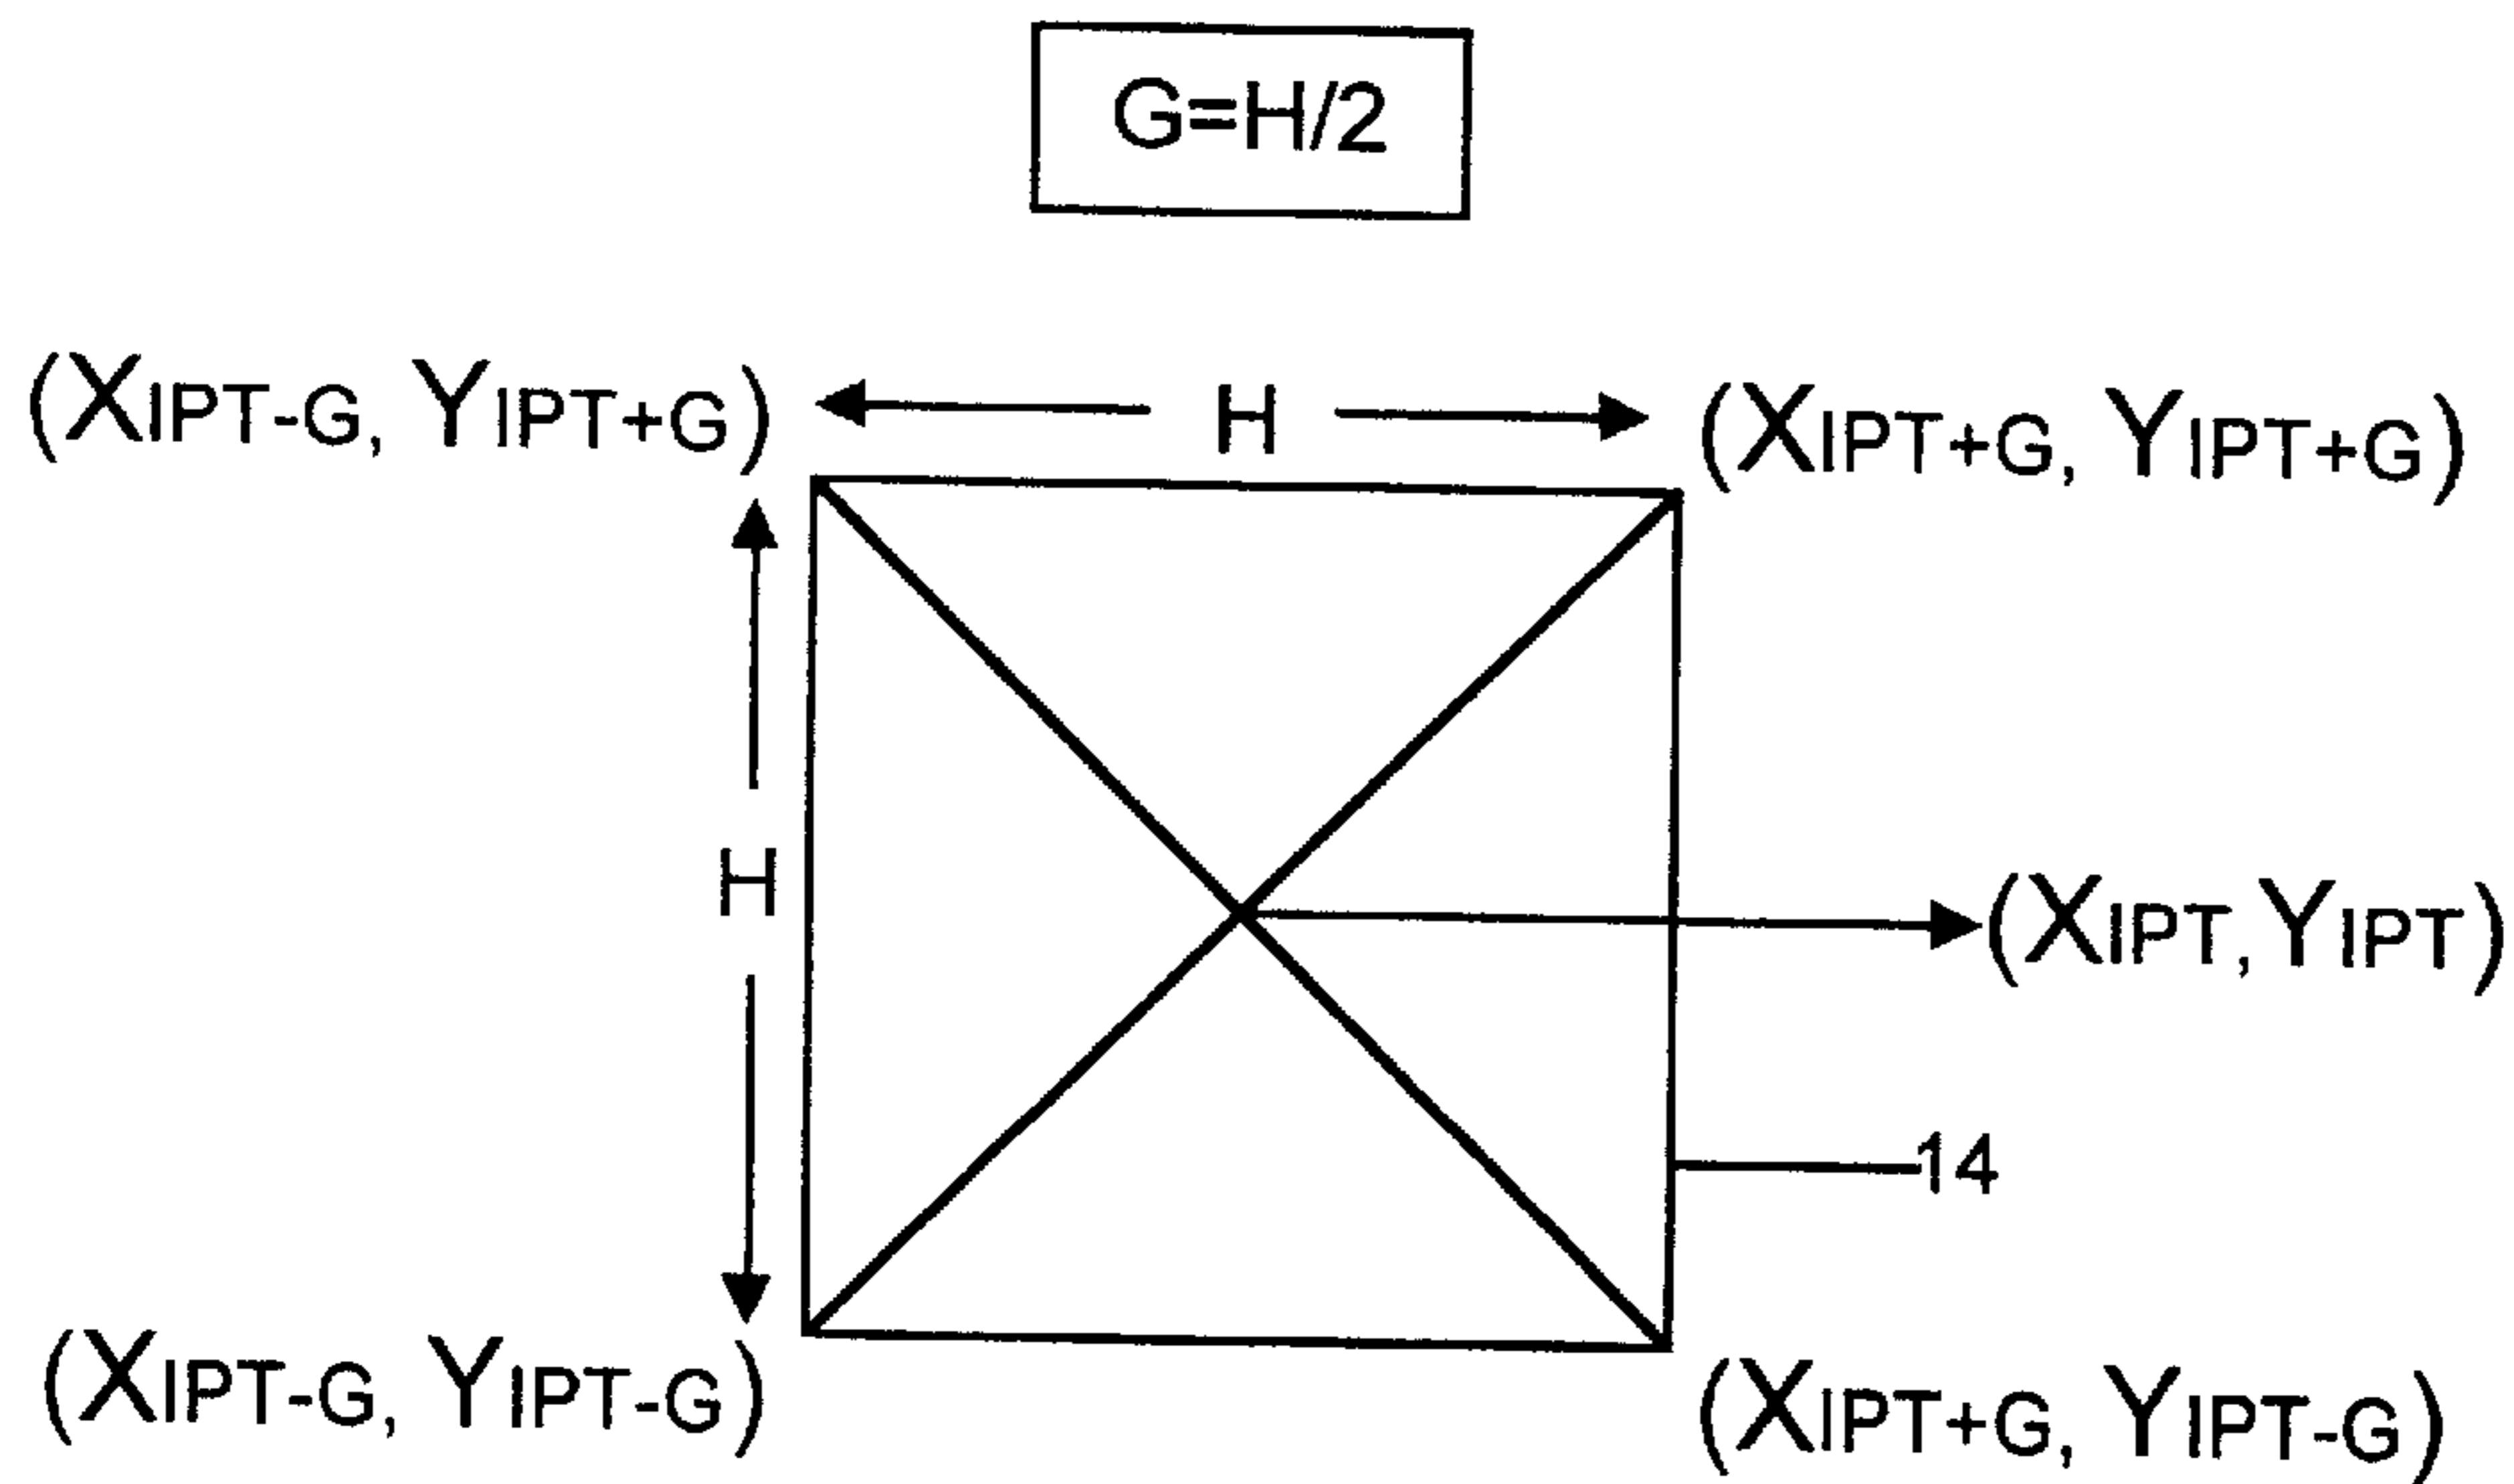 G=H/2
(XIPT-G, YIPT+G)
H
(XIPT+G, YIPT+G)
H
(XIPT,YIPT)
14
(XIPT-G, YIPT-G)
(XIPT+G, YIPT-G)